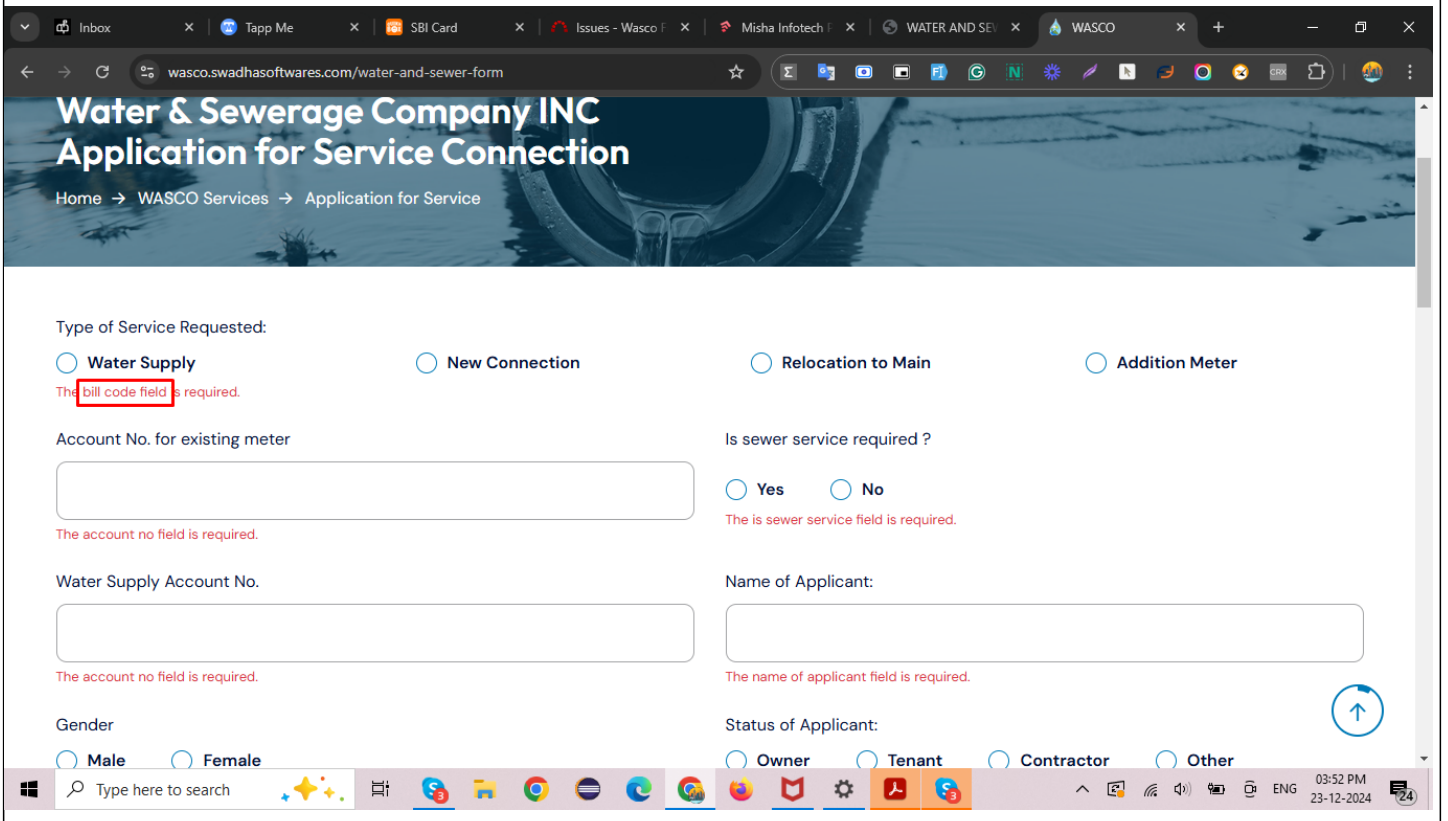 Inbox
Tapp Me
SBI Card
Issues - Wasco F
Misha Infotech
WATER AND SEV
WASCO
wasco.swadhasoftwares.com/water-and-sewer-form
Water & Sewerage Company INC
Application for Service Connection
Home → WASCO Services → Application for Service
Type of Service Requested:
Water Supply New Connection Relocation to Main Addition Meter
The bill code field is required.
Account No. for existing meter Is sewer service required ?
Yes No
The account no field is required. The is sewer service field is required.
Water Supply Account No. Name of Applicant:
The account no field is required. The name of applicant field is required.
Gender Status of Applicant:
Male Female Owner Tenant Contractor Other
Type here to search
ENG
03:52 PM
23-12-2024
24